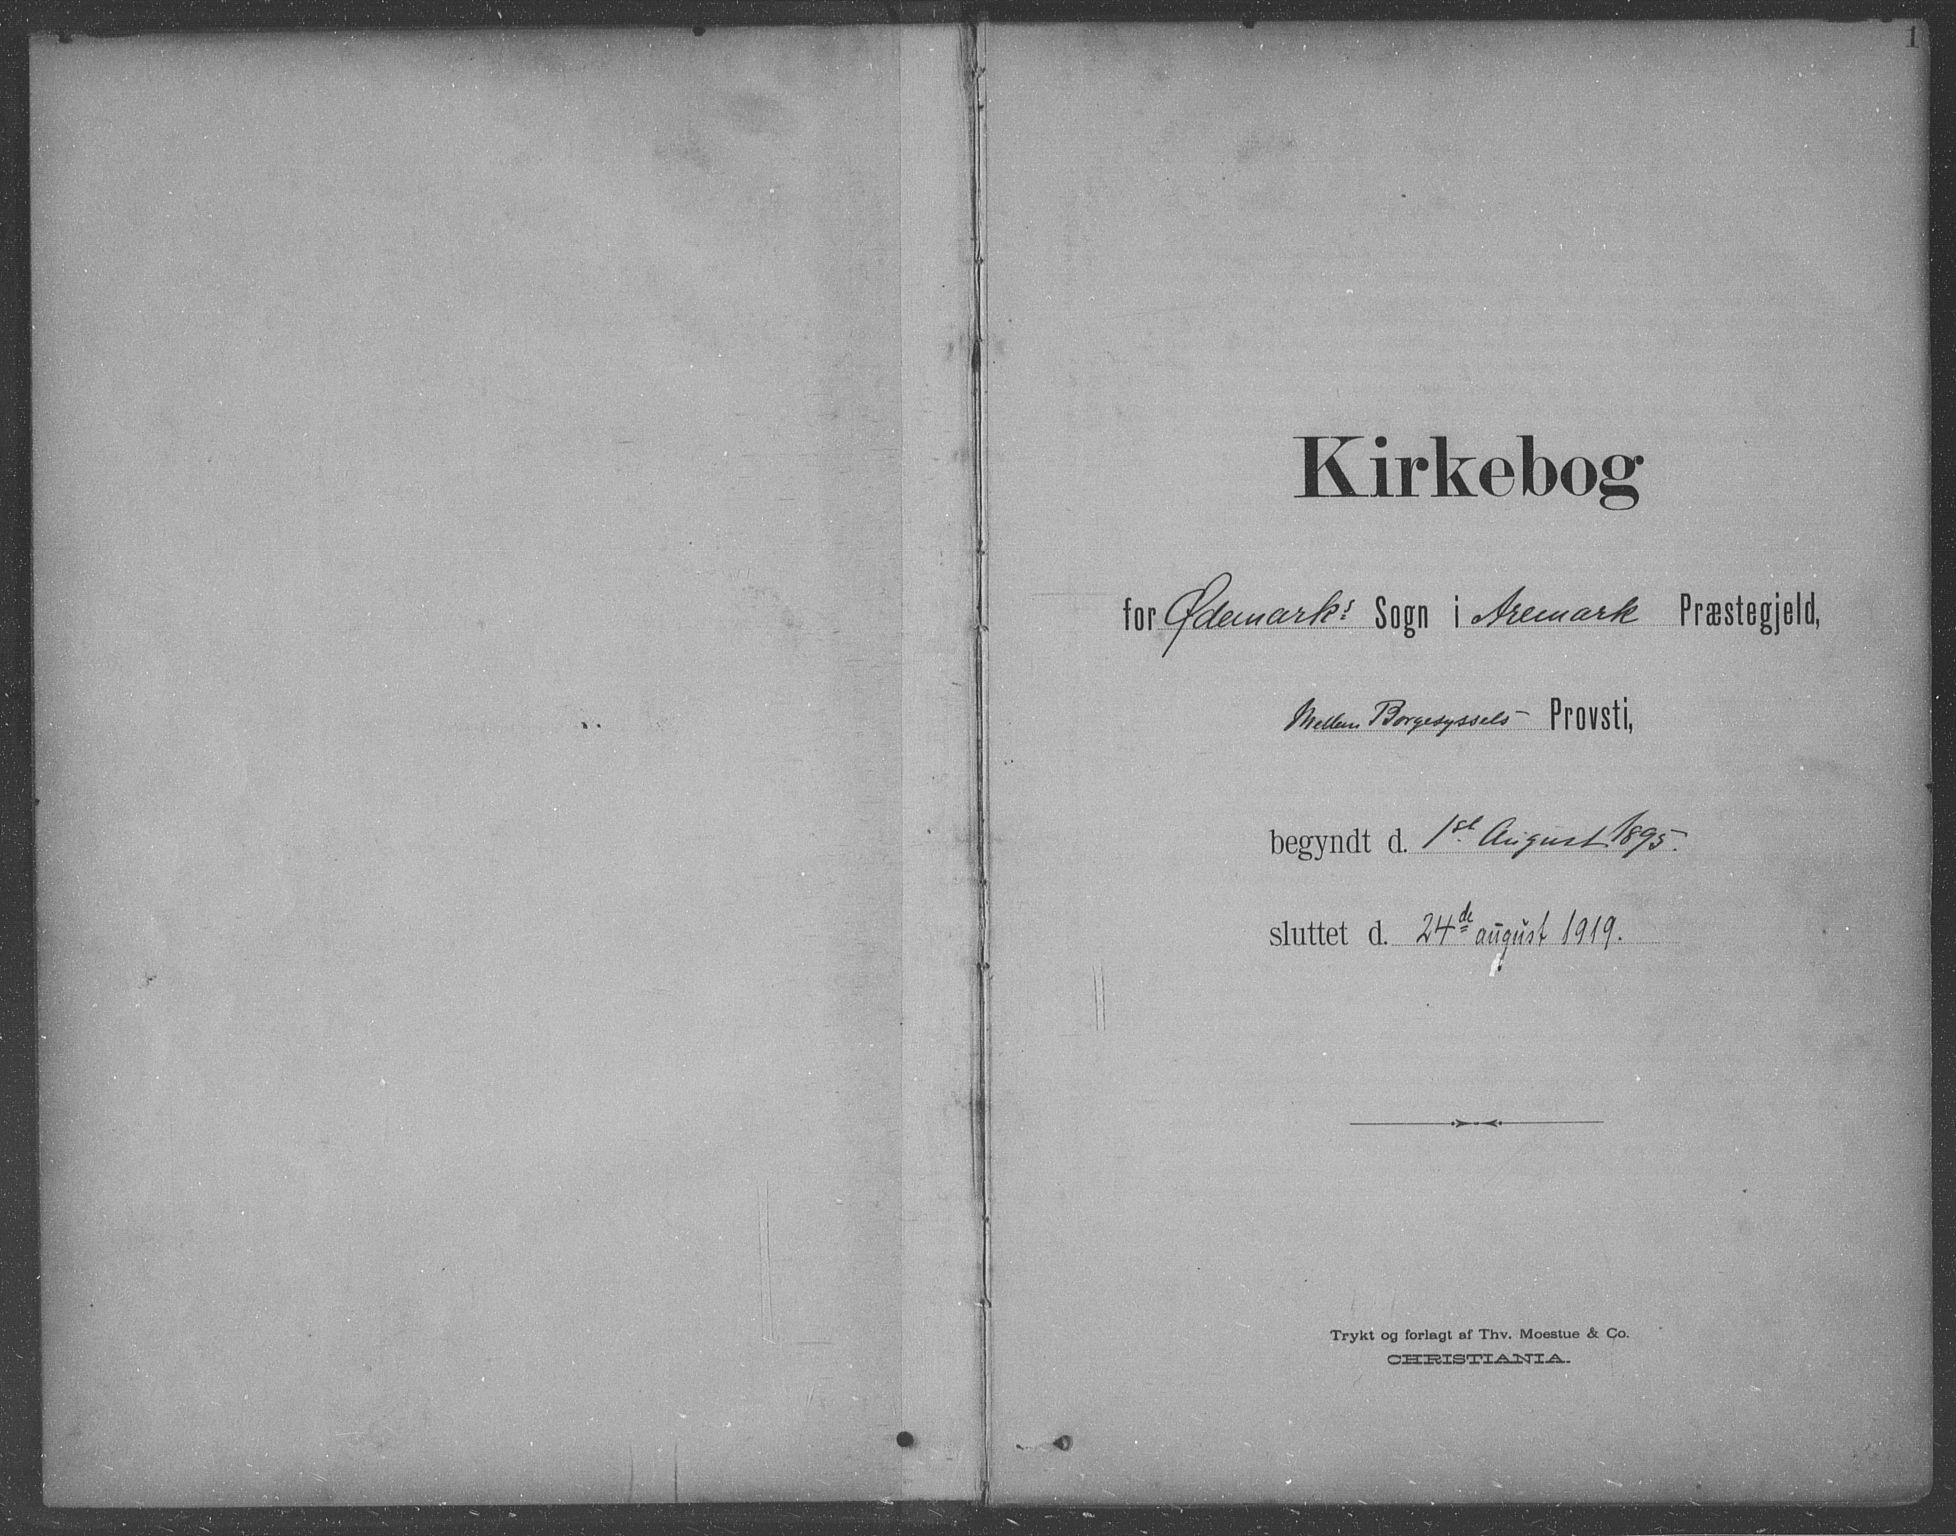 1
Kirkebog
for Ødemarks Sogn i Aremark Præstegjeld,
Mellem Borgesyssels Provsti,
begyndt d. 1st. August 1895.
sluttet d. 24de august 1919.
Trykt og forlagt af Thv. Moestue & Co.
CHRISTIANIA.